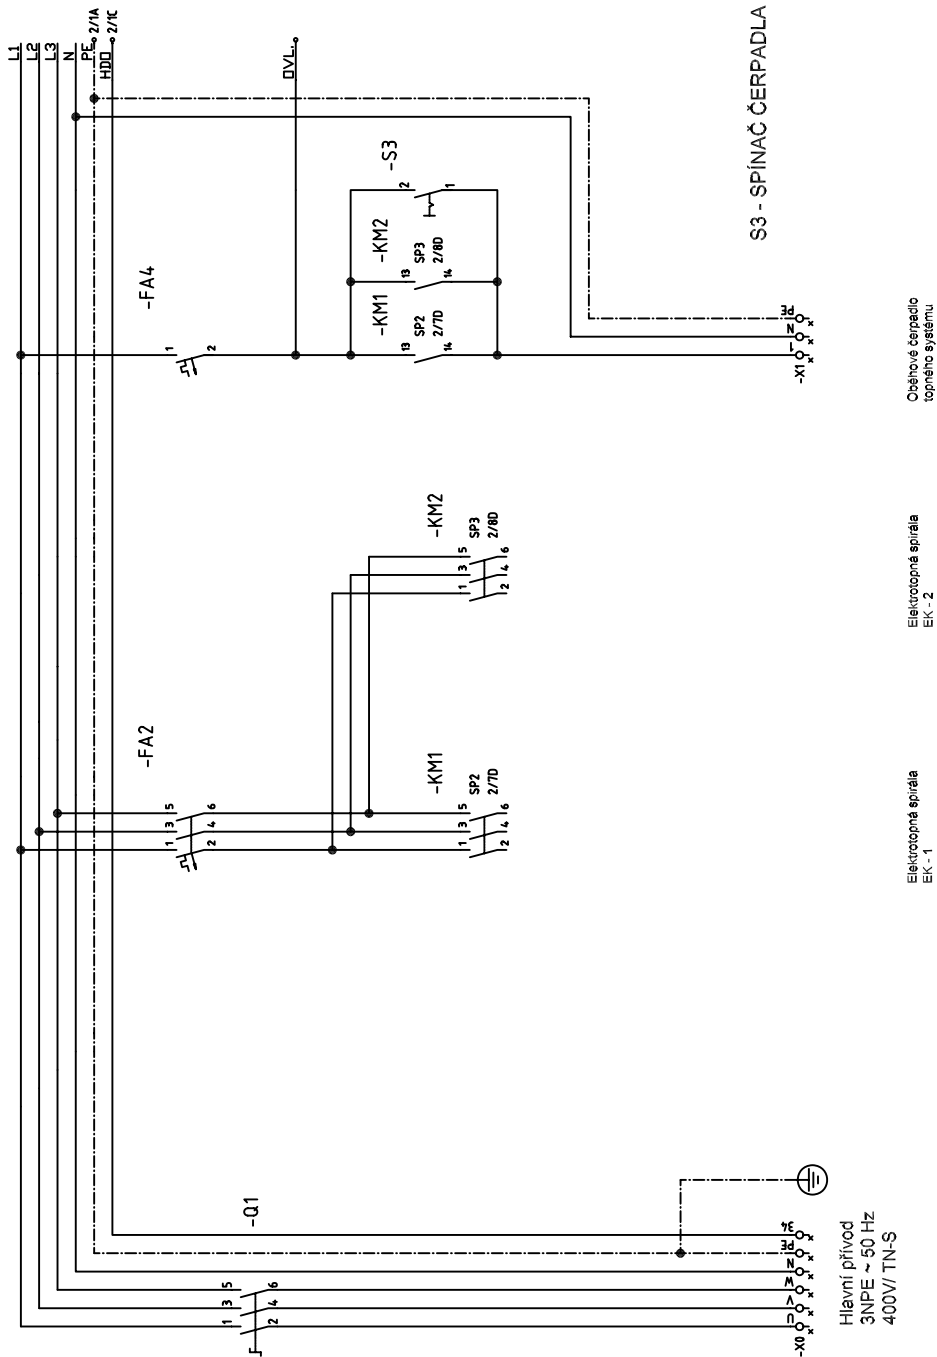 L1
L2
L3
N
PE 2/1A
HDO 2/1C
OVL.
-FA4
1
2
-KM1
SP2
2/7D
13
14
-KM2
SP3
2/8D
13
14
-S3
2
1
S3 - SPÍNAČ ČERPADLA
-X1
1
N
PE
x
x
x
Oběhové čerpadlo
topného systému
-FA2
1 3 5
2 4 6
-KM1
SP2
2/7D
1 3 5
2 4 6
-KM2
SP3
2/8D
1 3 5
2 4 6
Elektrotopná spirála
EK - 2
Elektrotopná spirála
EK - 1
-Q1
1 3 5
2 4 6
-X0
U
V
W
N
PE
34
x
x
x
x
x
x
Hlavní přívod
3NPE ~ 50 Hz
400V/ TN-S